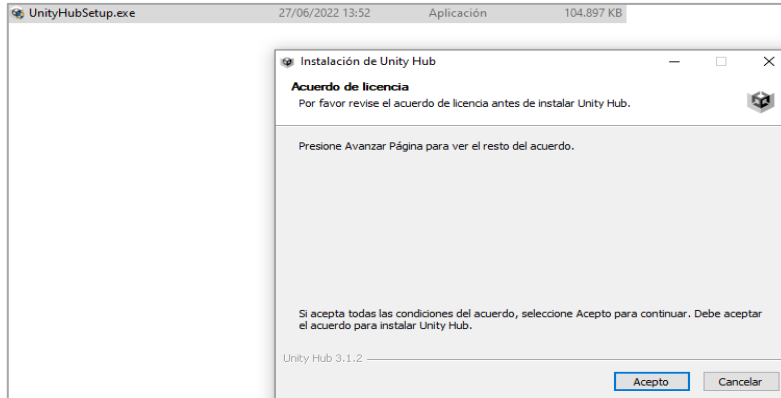 UnityHubSetup.exe 27/06/2022 13:52 Aplicación 104.897 KB
Instalación de Unity Hub
Acuerdo de licencia
Por favor revise el acuerdo de licencia antes de instalar Unity Hub.
Presione Avanzar Página para ver el resto del acuerdo.
Si acepta todas las condiciones del acuerdo, seleccione Acepto para continuar. Debe aceptar
el acuerdo para instalar Unity Hub.
Unity Hub 3.1.2
Acepto Cancelar